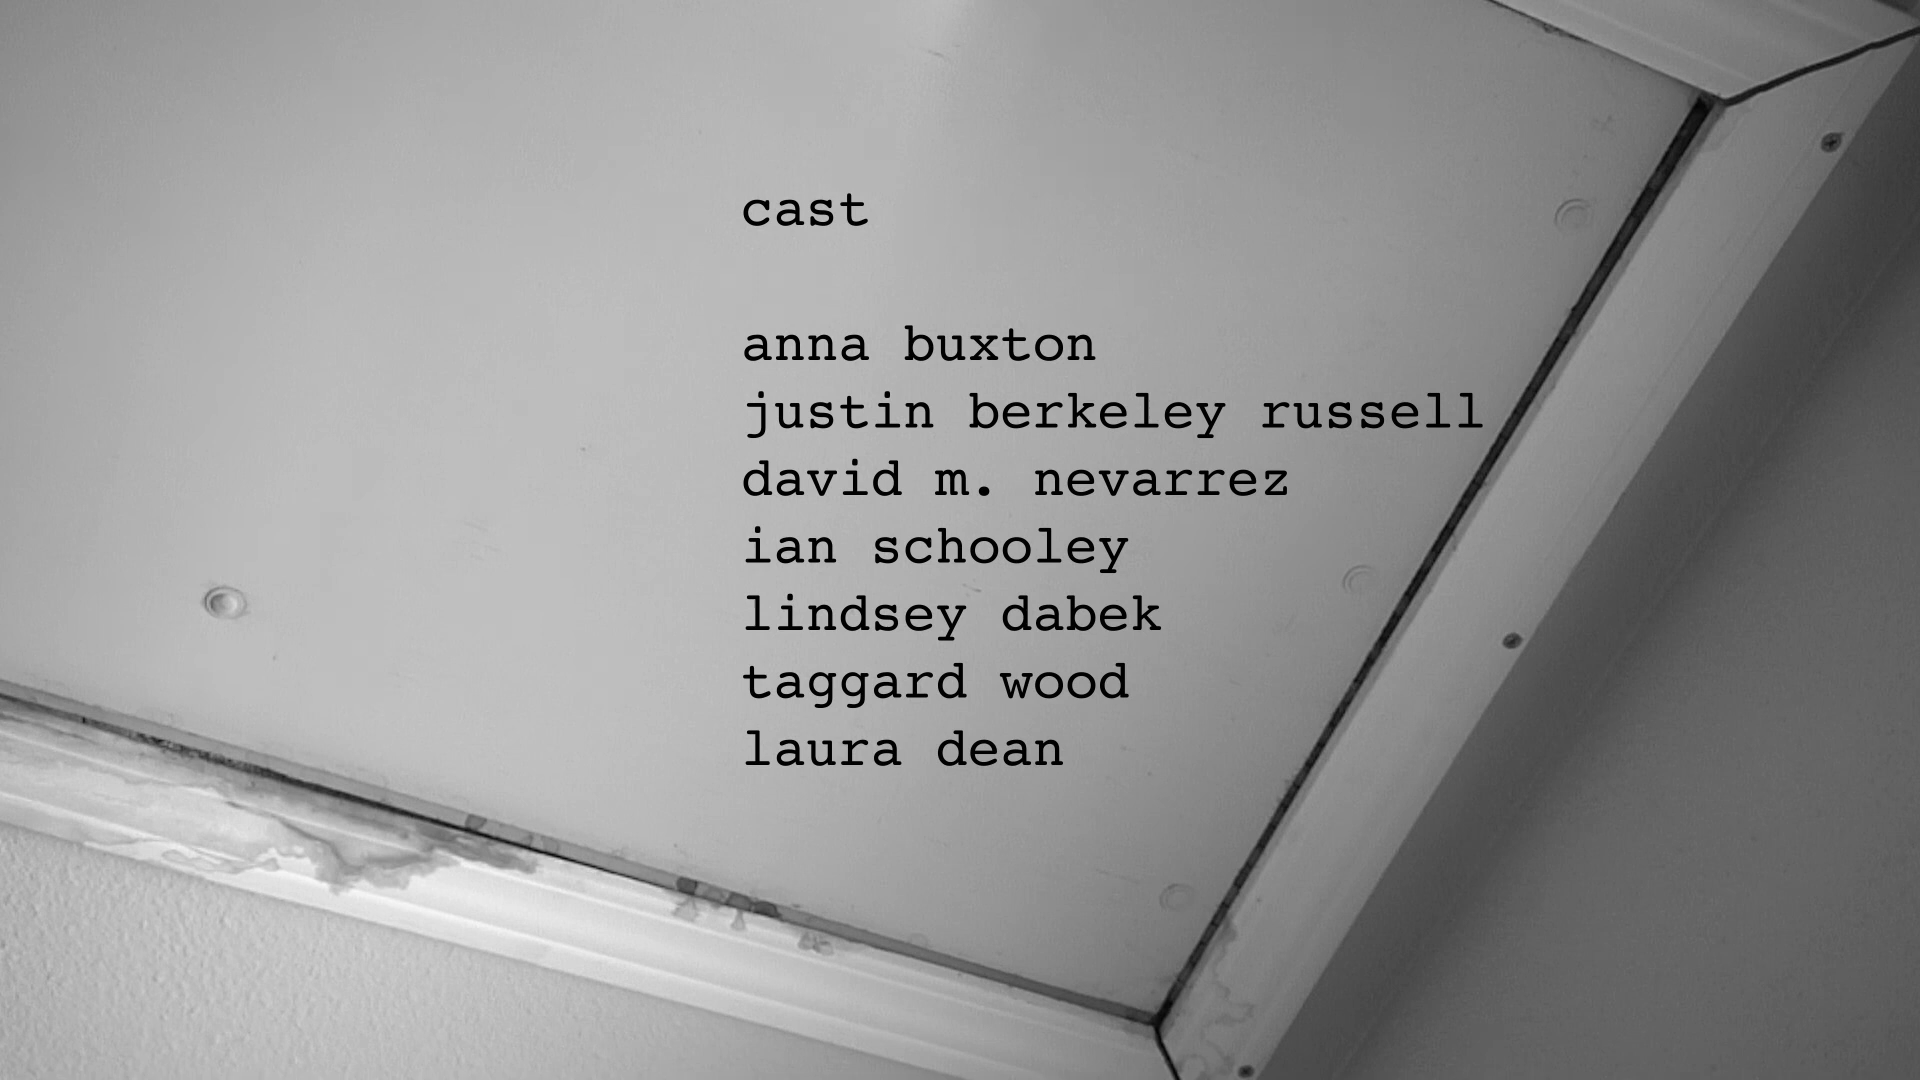 cast
anna buxton
justin berkeley russell
david m. nevarrez
ian schooley
lindsey dabek
taggard wood
laura dean